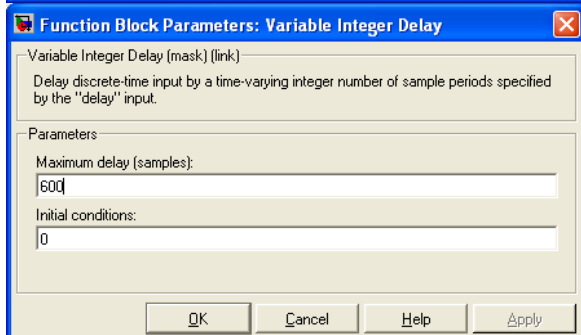 Function Block Parameters: Variable Integer Delay
Variable Integer Delay (mask) (link)
Delay discrete-time input by a time-varying integer number of sample periods specified
by the "delay" input.
Parameters
Maximum delay (samples):
600
Initial conditions:
0
OK Cancel Help Apply